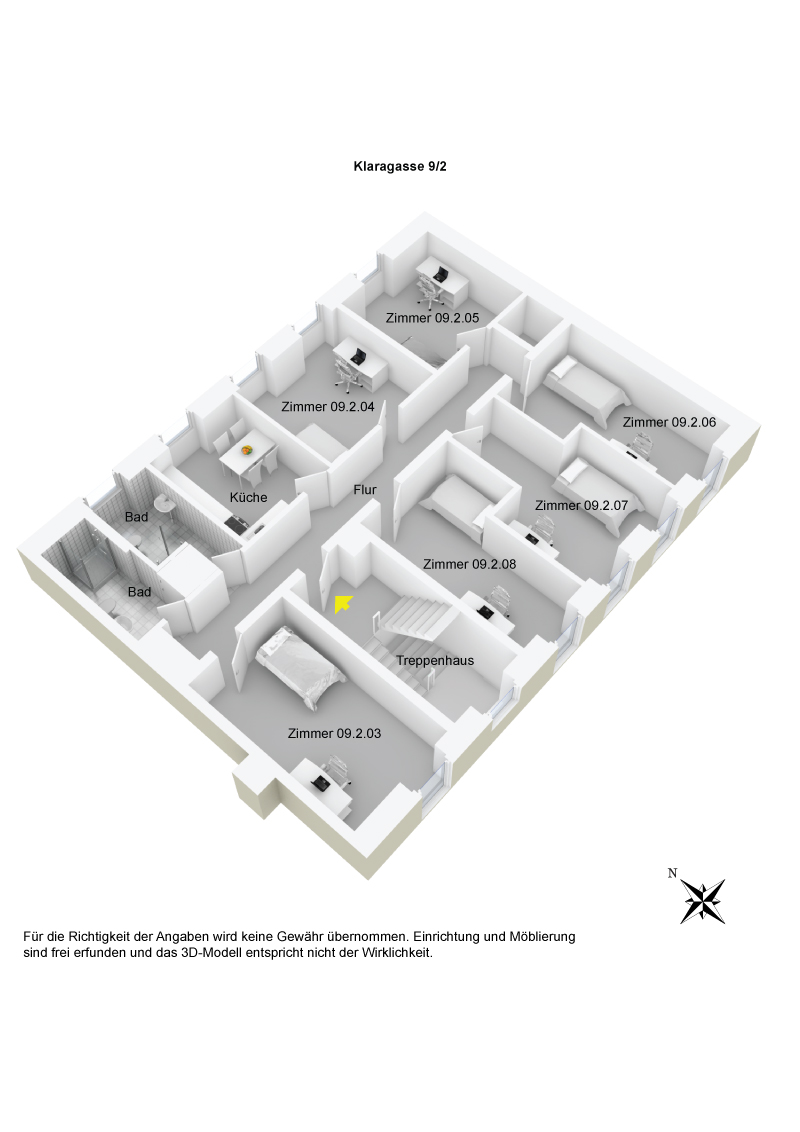 Klaragasse 9/2
Zimmer 09.2.05
Zimmer 09.2.04
Zimmer 09.2.06
Küche
Flur
Zimmer 09.2.07
Bad
Zimmer 09.2.08
Bad
Treppenhaus
Zimmer 09.2.03
N
Für die Richtigkeit der Angaben wird keine Gewähr übernommen. Einrichtung und Möblierung
sind frei erfunden und das 3D-Modell entspricht nicht der Wirklichkeit.